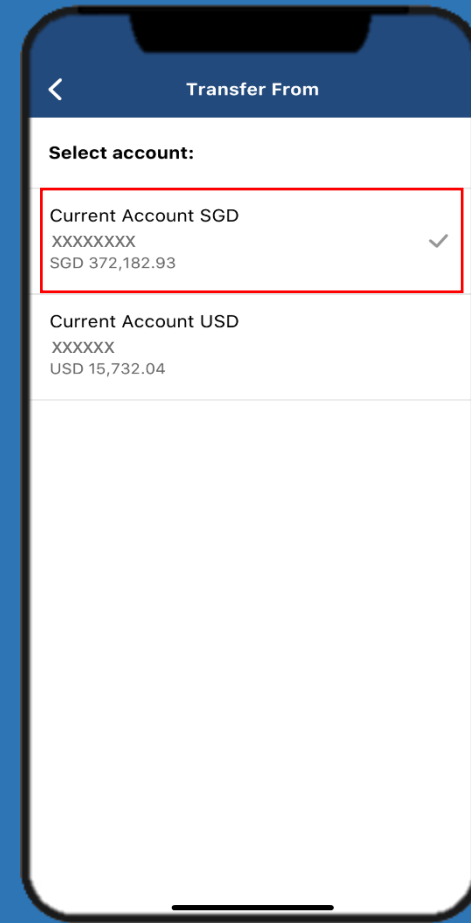 Transfer From
Select account:
Current Account SGD
XXXXXXXX
SGD 372,182.93
Current Account USD
XXXXXX
USD 15,732.04